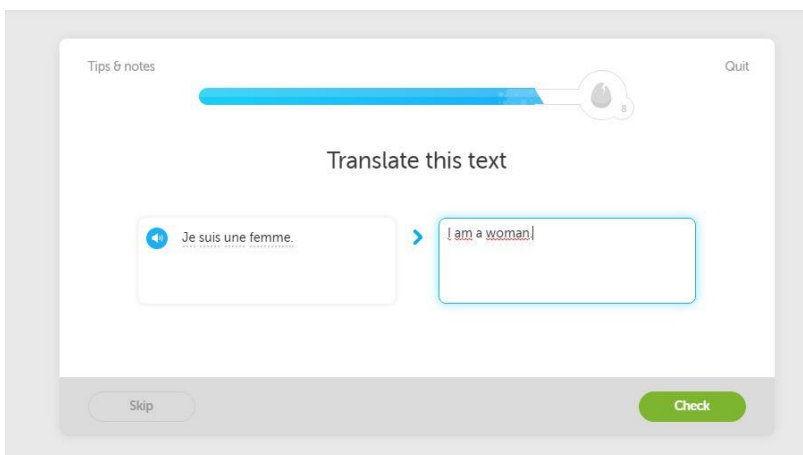 Tips & notes
Quit
8
Translate this text
Je suis une femme.
I am a woman.
Skip
Check